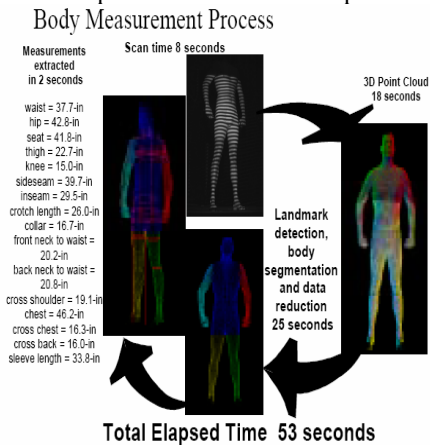 Body Measurement Process
Measurements
extracted
in 2 seconds
Scan time 8 seconds
3D Point Cloud
18 seconds
waist = 37.7-in
hip = 42.8-in
seat = 41.8-in
thigh = 22.7-in
knee = 15.0-in
sideseam = 39.7-in
inseam = 29.5-in
crotch length = 26.0-in
collar = 16.7-in
front neck to waist =
20.2-in
back neck to waist =
20.8-in
cross shoulder = 19.1-in
chest = 46.2-in
cross chest = 16.3-in
cross back = 16.0-in
sleeve length = 33.8-in
Landmark
detection,
body
segmentation
and data
reduction
25 seconds
Total Elapsed Time 53 seconds